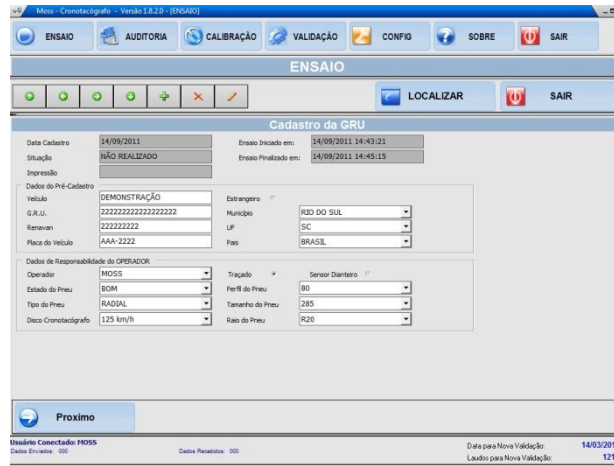 Moss - Cronotacógrafo - Versão 1.8.2.0 - [ENSAIO]
ENSAIO AUDITORIA CALIBRAÇÃO VALIDAÇÃO CONFIG SOBRE SAIR
ENSAIO
LOCALIZAR SAIR
Cadastro da GRU
Data Cadastro 14/09/2011 Ensaio Iniciado em: 14/09/2011 14:43:21
Situação NÃO REALIZADO Ensaio Finalizado em: 14/09/2011 14:45:15
Impressão
Dados do Pré-Cadastro
Veículo DEMONSTRAÇÃO Estrangeiro
G.R.U. 22222222222222222 Município RIO DO SUL
Renavan 222222222 UF SC
Placa do Veículo AAA-2222 Pais BRASIL
Dados de Responsabilidade do OPERADOR
Operador MOSS Traçado Sensor Dianteiro
Estado do Pneu BOM Perfil do Pneu 80
Tipo do Pneu RADIAL Tamanho do Pneu 285
Disco Cronotacógrafo 125 km/h Raio do Pneu R20
Proximo
Usuário Conectado: MOSS Data para Nova Validação: 14/03/201
Dados Enviados: 000 Dados Recebidos: 000 Laudos para Nova Validação: 121